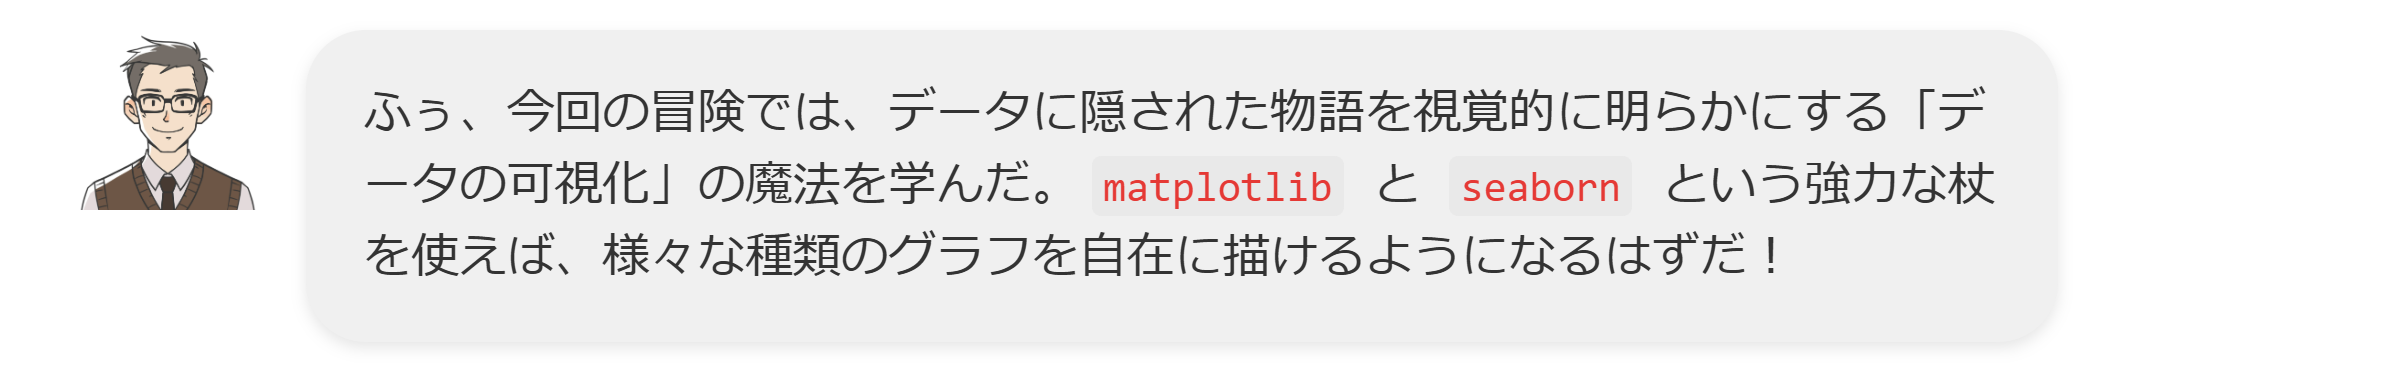 ふぅ、今回の冒険では、データに隠された物語を視覚的に明らかにする「デ
ータの可視化」の魔法を学んだ。 matplotlib と seaborn という強力な杖
を使えば、様々な種類のグラフを自在に描けるようになるはずだ！